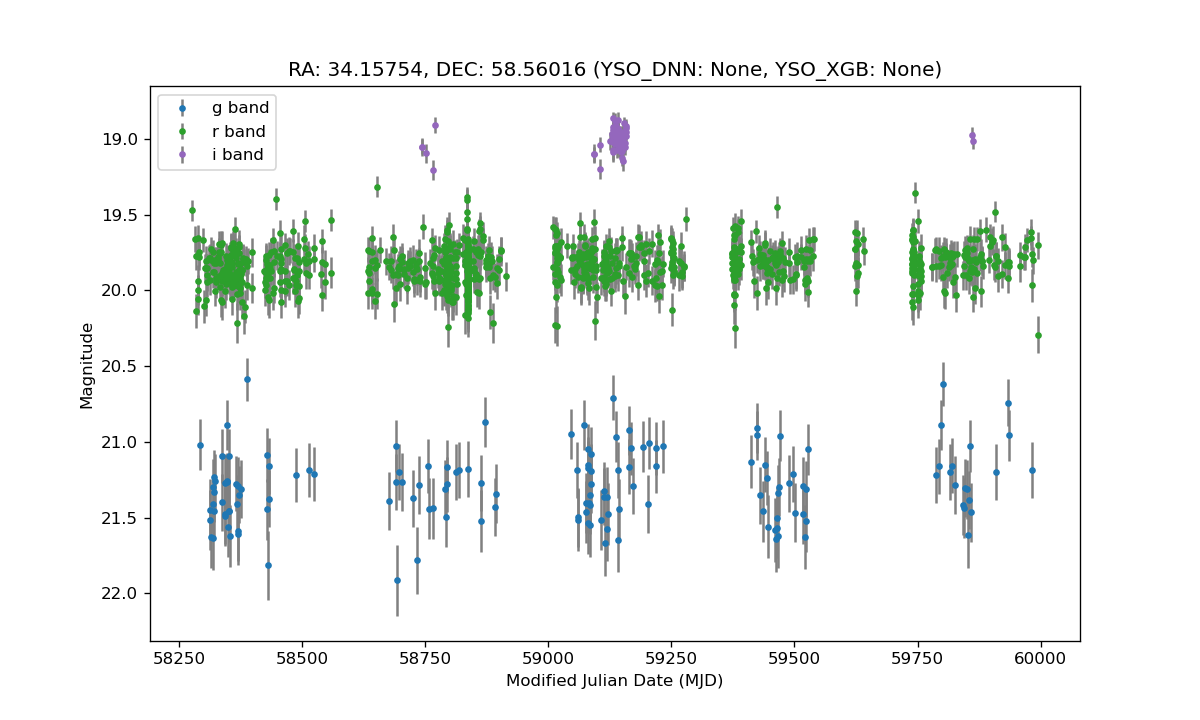 RA: 34.15754, DEC: 58.56016 (YSO_DNN: None, YSO_XGB: None)
g band
r band
i band
19.0
19.5
20.0
20.5
21.0
21.5
22.0
Magnitude
58250 58500 58750 59000 59250 59500 59750 60000
Modified Julian Date (MJD)